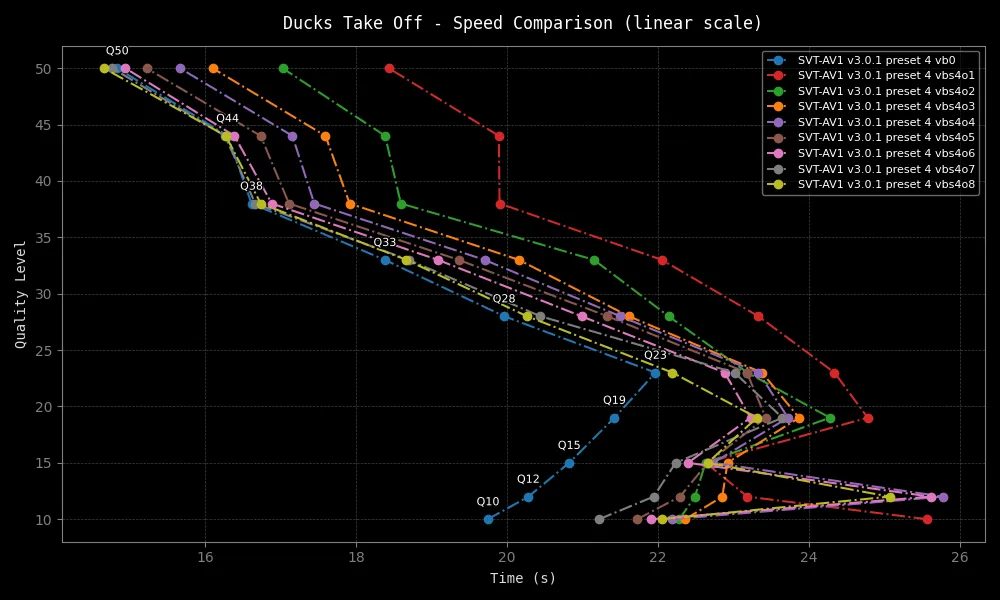 Ducks Take Off - Speed Comparison (linear scale)
Q50
Q44
Q38
Q33
Q28
Q23
Q19
Q15
Q12
Q10
SVT-AV1 v3.0.1 preset 4 vb0
SVT-AV1 v3.0.1 preset 4 vbs4o1
SVT-AV1 v3.0.1 preset 4 vbs4o2
SVT-AV1 v3.0.1 preset 4 vbs4o3
SVT-AV1 v3.0.1 preset 4 vbs4o4
SVT-AV1 v3.0.1 preset 4 vbs4o5
SVT-AV1 v3.0.1 preset 4 vbs4o6
SVT-AV1 v3.0.1 preset 4 vbs4o7
SVT-AV1 v3.0.1 preset 4 vbs4o8
Quality Level
50
45
40
35
30
25
20
15
10
16 18 20 22 24 26
Time (s)